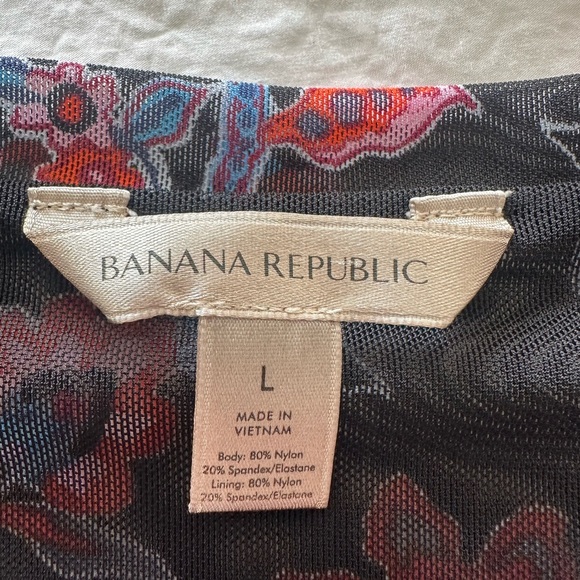 BANANA REPUBLIC
L
MADE IN
VIETNAM
Body: 80% Nylon
20% Spandex/Elastane
Lining: 80% Nylon
20% Spandex/Elastane